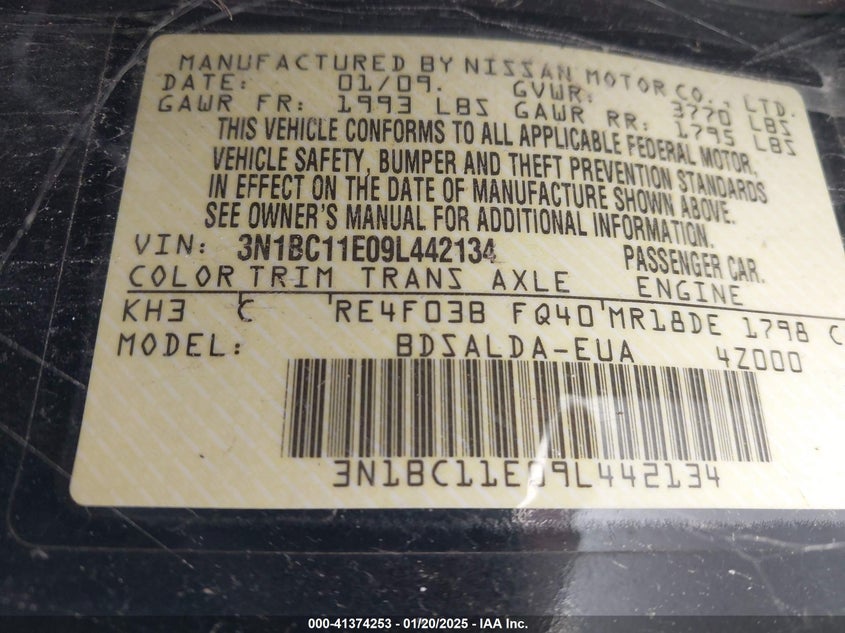 MANUFACTURED BY NISSAN MOTOR CO., LTD.
DATE: 01/09. GVWR: 3770 LBS
GAWR FR: 1993 LBS GAWR RR: 1795 LBS
THIS VEHICLE CONFORMS TO ALL APPLICABLE FEDERAL MOTOR,
VEHICLE SAFETY, BUMPER AND THEFT PREVENTION STANDARDS
IN EFFECT ON THE DATE OF MANUFACTURE SHOWN ABOVE.
SEE OWNER'S MANUAL FOR ADDITIONAL INFORMATION.
VIN: 3N1BC11E09L442134 PASSENGER CAR.
COLOR TRIM TRANS AXLE ENGINE
KH3 C RE4F03B FQ40 MR18DE 1798 C
MODEL: BDSALDA-EUA 4Z000
3N1BC11E09L442134
000-41374253 - 01/20/2025 - IAA Inc.